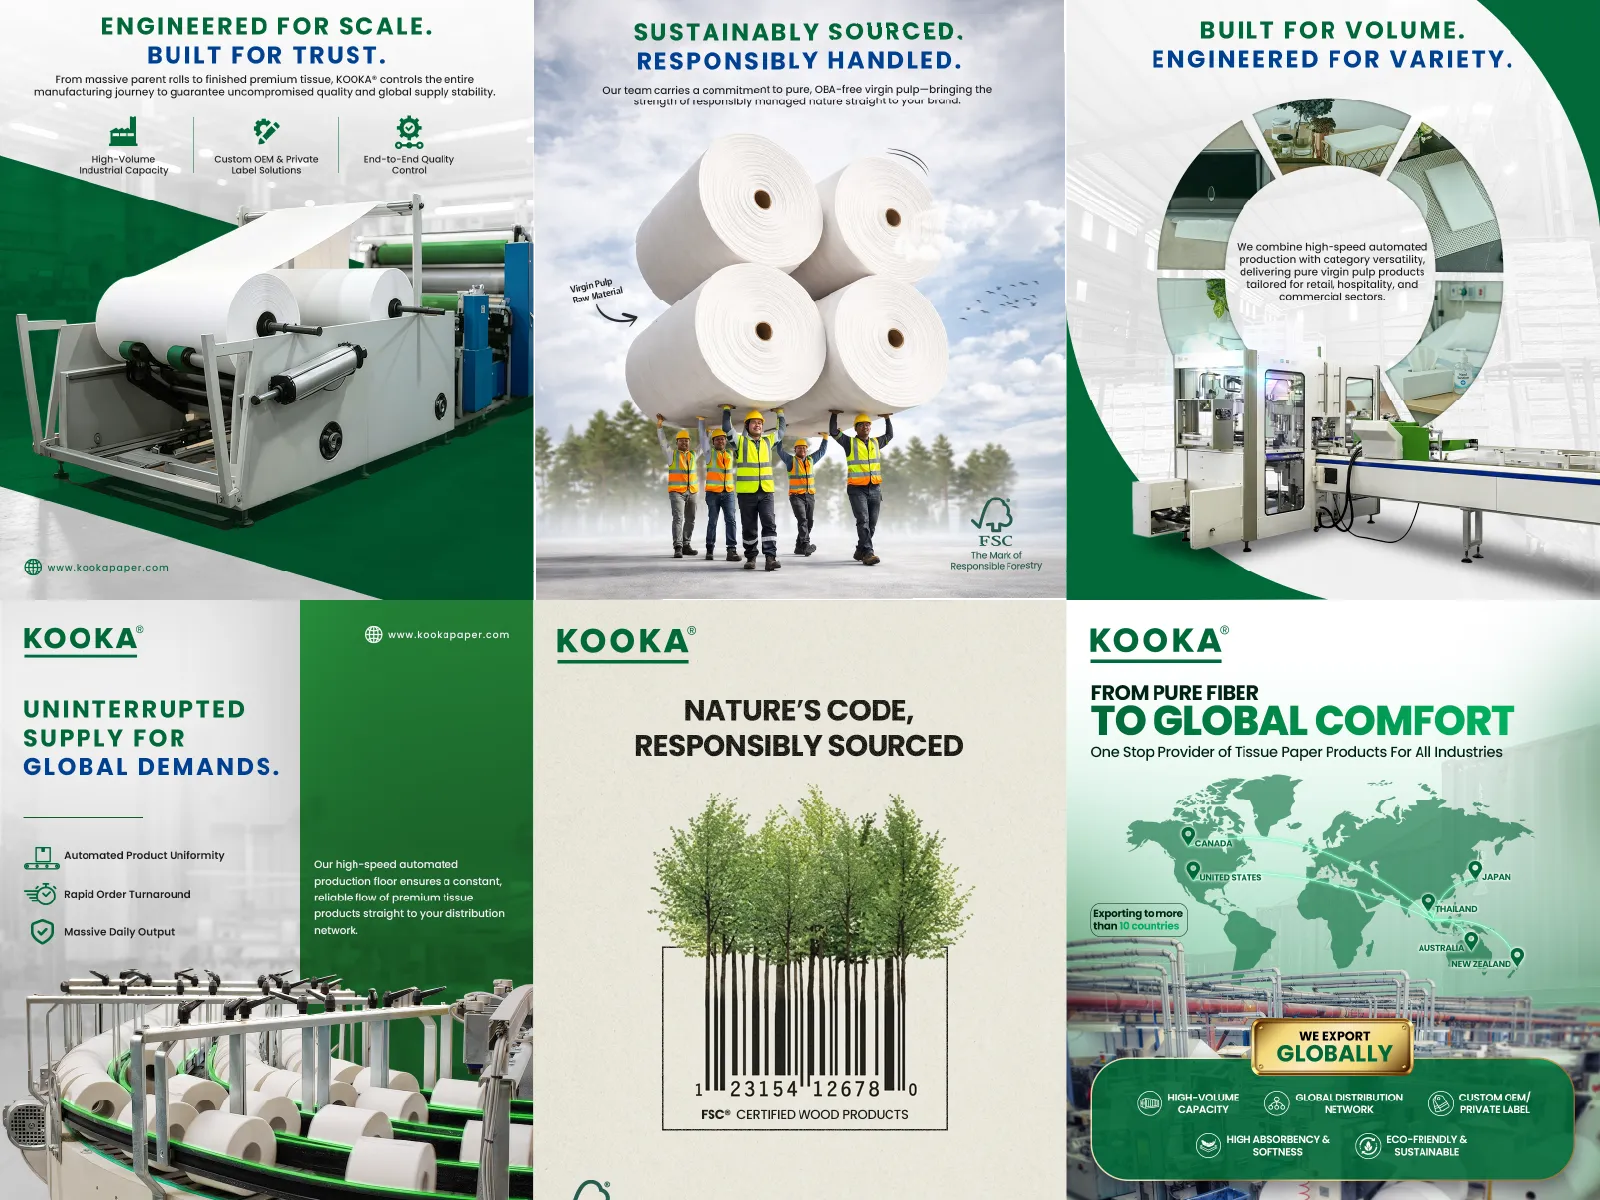 ENGINEERED FOR SCALE.
BUILT FOR TRUST.
From massive parent rolls to finished premium tissue, KOOKA® controls the entire
manufacturing journey to guarantee uncompromised quality and global supply stability.
High-Volume
Industrial Capacity
Custom OEM & Private
Label Solutions
End-to-End Quality
Control
www.kookapaper.com
SUSTAINABLY SOURCED.
RESPONSIBLY HANDLED.
Our team carries a commitment to pure, OBA-free virgin pulp—bringing the
strength of responsibly managed nature straight to your brand.
Virgin Pulp
Raw Material
FSC
The Mark of
Responsible Forestry
BUILT FOR VOLUME.
ENGINEERED FOR VARIETY.
We combine high-speed automated
production with category versatility,
delivering pure virgin pulp products
tailored for retail, hospitality, and
commercial sectors.
KOOKA®
www.kookapaper.com
UNINTERRUPTED
SUPPLY FOR
GLOBAL DEMANDS.
Automated Product Uniformity
Rapid Order Turnaround
Massive Daily Output
Our high-speed automated
production floor ensures a constant,
reliable flow of premium tissue
products straight to your distribution
network.
KOOKA®
NATURE'S CODE,
RESPONSIBLY SOURCED
1 23154 12678 0
FSC® CERTIFIED WOOD PRODUCTS
KOOKA®
FROM PURE FIBER
TO GLOBAL COMFORT
One Stop Provider of Tissue Paper Products For All Industries
CANADA
UNITED STATES
JAPAN
THAILAND
AUSTRALIA
NEW ZEALAND
Exporting to more
than 10 countries
WE EXPORT
GLOBALLY
HIGH-VOLUME
CAPACITY
GLOBAL DISTRIBUTION
NETWORK
CUSTOM OEM/
PRIVATE LABEL
HIGH ABSORBENCY &
SOFTNESS
ECO-FRIENDLY &
SUSTAINABLE